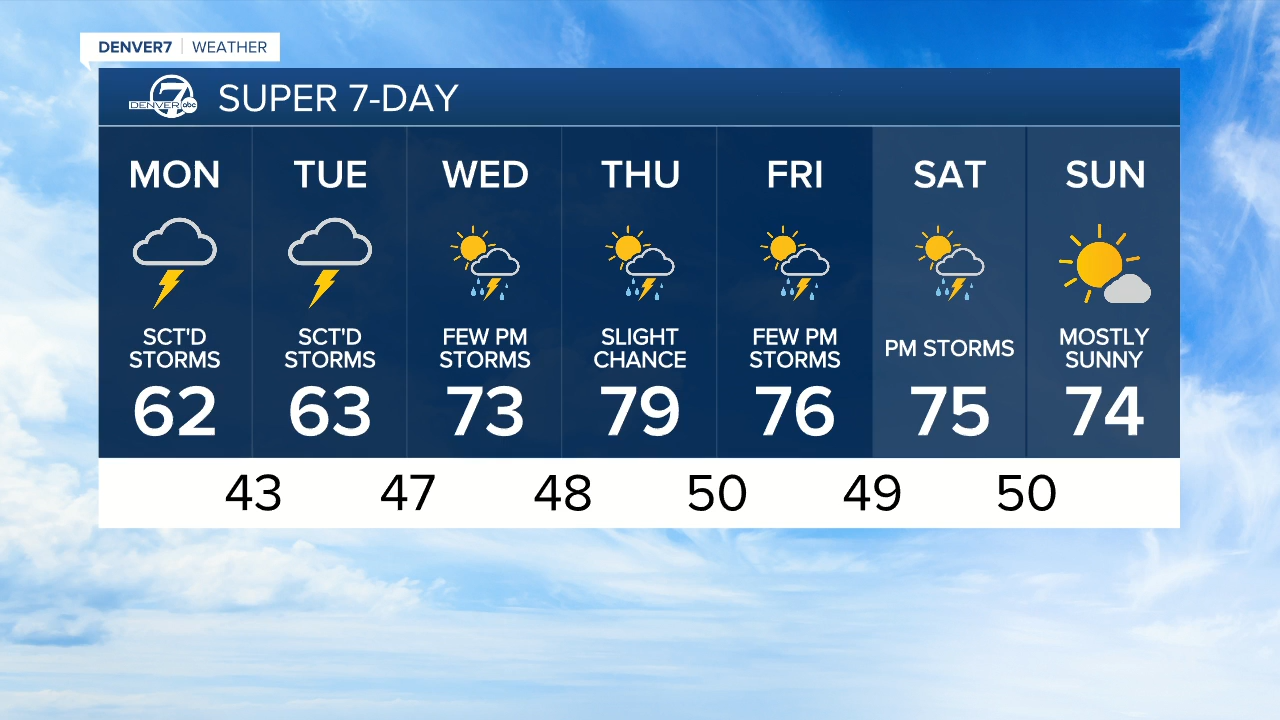 DENVER7 | WEATHER
7
DENVER abc
SUPER 7-DAY
MON TUE WED THU FRI SAT SUN
SCT'D STORMS SCT'D STORMS FEW PM STORMS SLIGHT CHANCE FEW PM STORMS PM STORMS MOSTLY SUNNY
62 63 73 79 76 75 74
43 47 48 50 49 50